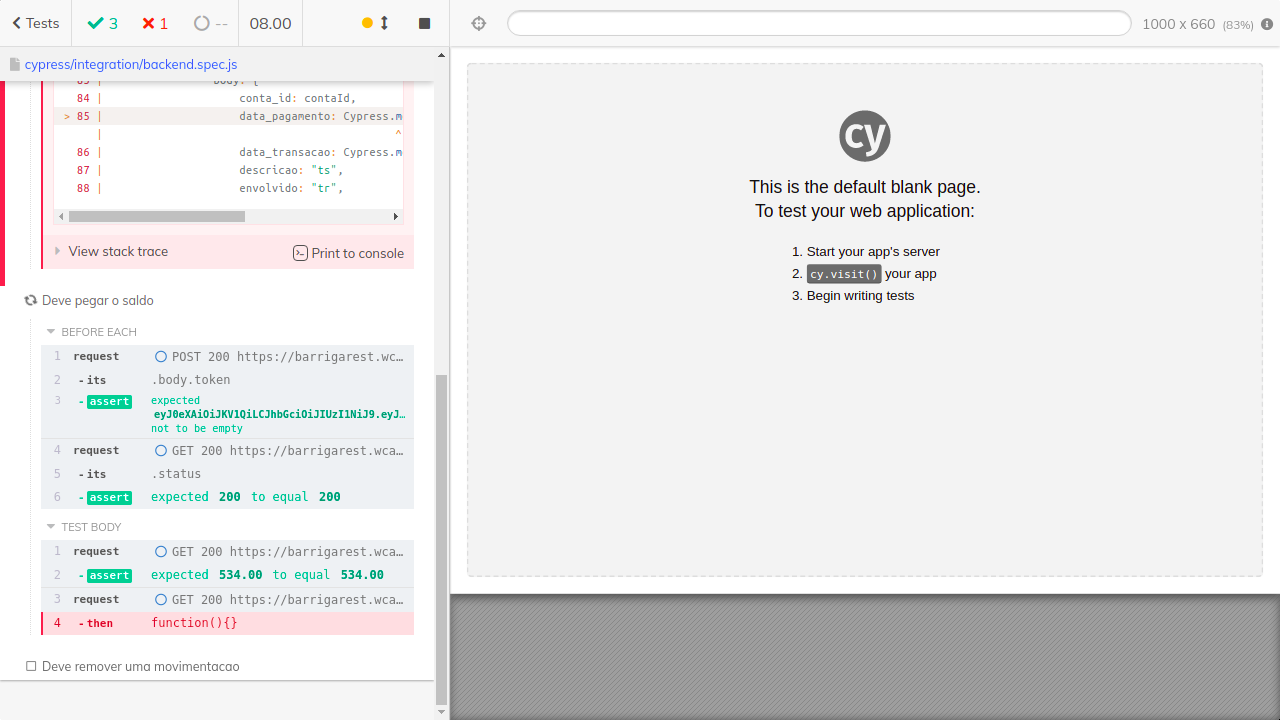 Tests
3
1
--
08.00
1000 x 660 (83%)
cypress/integration/backend.spec.js
84 | conta_id: contaId,
> 85 | data_pagamento: Cypress.m
| ^
86 | data_transacao: Cypress.m
87 | descricao: "ts",
88 | envolvido: "tr",
View stack trace
Print to console
Deve pegar o saldo
BEFORE EACH
1 request POST 200 https://barrigarest.wc…
2 -its .body.token
3 -assert expected
eyJ0eXAiOiJKV1QiLCJhbGciOiJIUzI1NiJ9.eyJ…
not to be empty
4 request GET 200 https://barrigarest.wca…
5 -its .status
6 -assert expected 200 to equal 200
TEST BODY
1 request GET 200 https://barrigarest.wca…
2 -assert expected 534.00 to equal 534.00
3 request GET 200 https://barrigarest.wca…
4 -then function(){}
Deve remover uma movimentacao
cy
This is the default blank page.
To test your web application:
1. Start your app's server
2. cy.visit() your app
3. Begin writing tests